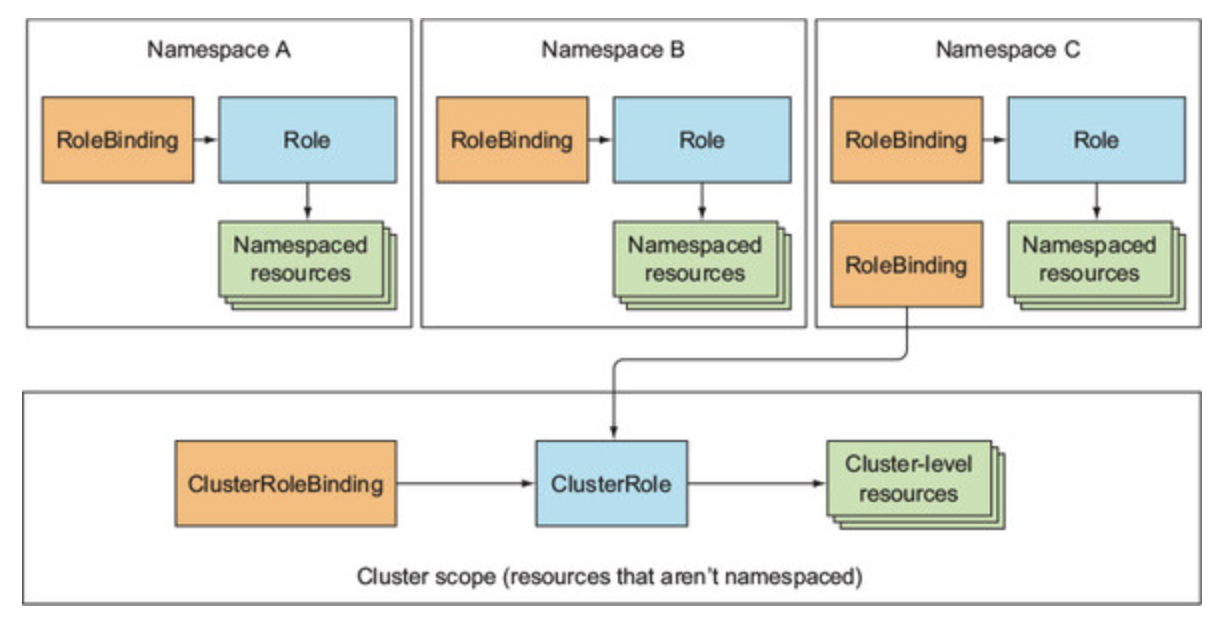 Namespace A
RoleBinding
Role
Namespaced
resources
Namespace B
RoleBinding
Role
Namespaced
resources
Namespace C
RoleBinding
Role
RoleBinding
Namespaced
resources
ClusterRoleBinding
ClusterRole
Cluster-level
resources
Cluster scope (resources that aren't namespaced)